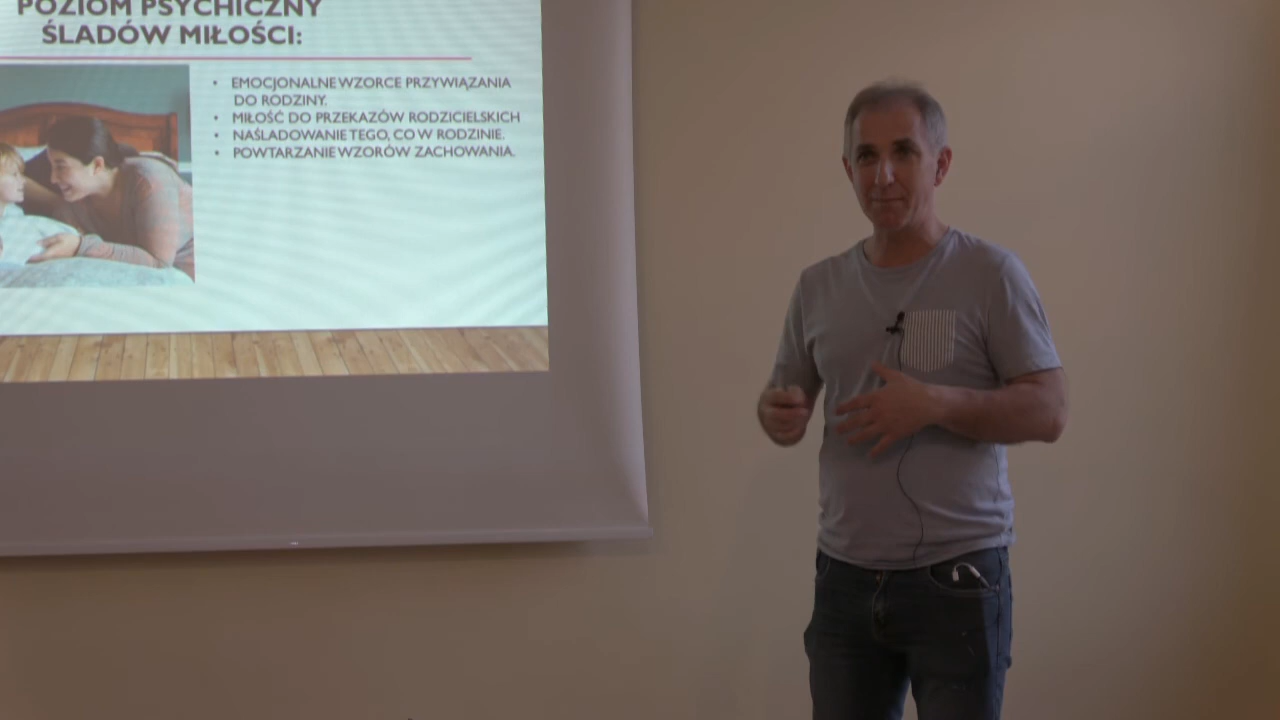 POZIOM PSYCHICZNY
ŚLADÓW MIŁOŚCI:
• EMOCJONALNE WZORCE PRZYWIĄZANIA
DO RODZINY.
• MIŁOŚĆ DO PRZEKAZÓW RODZICIELSKICH
• NAŚLADOWANIE TEGO, CO W RODZINIE.
• POWTARZANIE WZORÓW ZACHOWANIA.